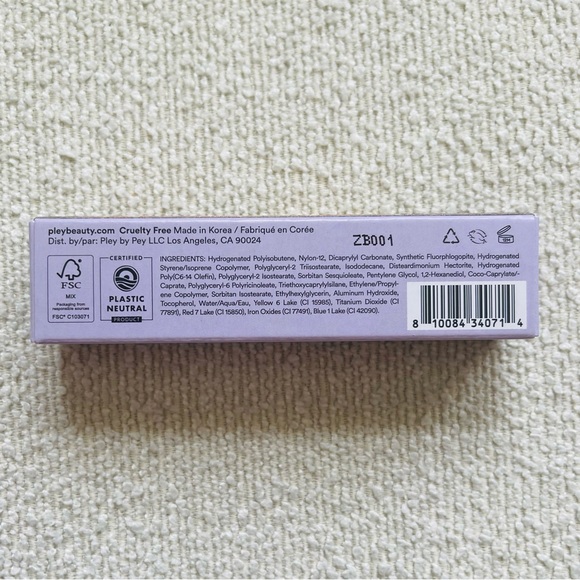 pleybeauty.com Cruelty Free Made in Korea / Fabriqué en Corée
Dist. by/par: Pley by Pey LLC Los Angeles, CA 90024
ZB001
FSC
MIX
Packaging from
responsible sources
FSC® C103071
CERTIFIED
PLASTIC
NEUTRAL
PRODUCT
INGREDIENTS: Hydrogenated Polyisobutene, Nylon-12, Dicaprylyl Carbonate, Synthetic Fluorphlogopite, Hydrogenated
Styrene/Isoprene Copolymer, Polyglyceryl-2 Triisostearate, Isododecane, Disteardimonium Hectorite, Hydrogenated
Poly(C6-14 Olefin), Polyglyceryl-2 Isostearate, Sorbitan Sesquioleate, Pentylene Glycol, 1,2-Hexanediol, Coco-Caprylate/
Caprate, Polyglyceryl-6 Polyricinoleate, Triethoxycaprylylsilane, Ethylene/Propyl-
ene Copolymer, Sorbitan Isostearate, Ethylhexylglycerin, Aluminum Hydroxide,
Tocopherol, Water/Aqua/Eau, Yellow 6 Lake (CI 15985), Titanium Dioxide (CI
77891), Red 7 Lake (CI 15850), Iron Oxides (CI 77491), Blue 1 Lake (CI 42090).
8 10084 34071 4